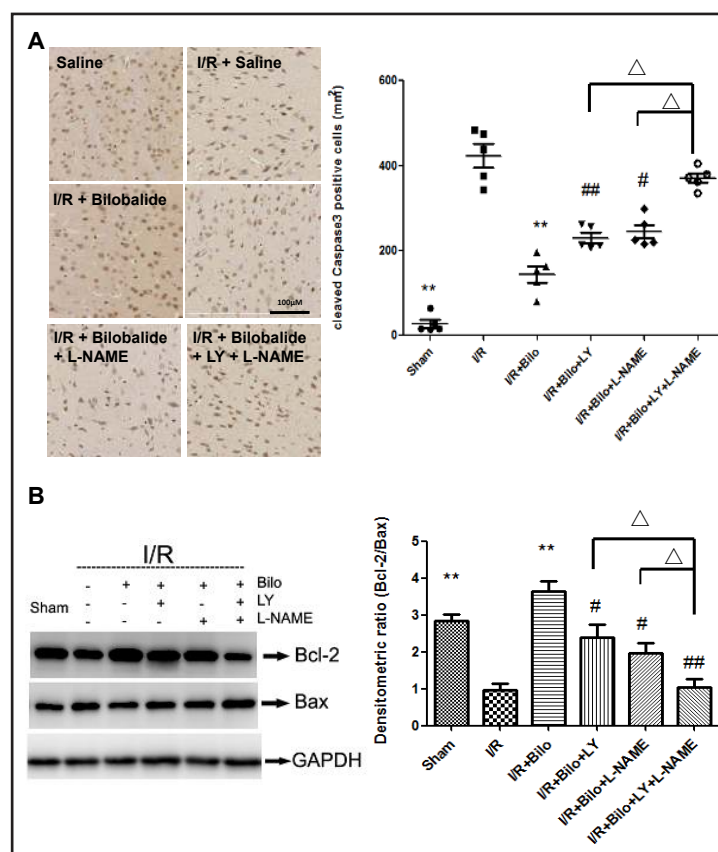 A
Saline
I/R + Saline
I/R + Bilobalide
100µM
I/R + Bilobalide
+ L-NAME
I/R + Bilobalide
+ LY + L-NAME
cleaved Caspase3 positive cells (mm²)
600
400
200
0
**
**
##
#
△
△
Sham
I/R
I/R+Bilo
I/R+Bilo+LY
I/R+Bilo+L-NAME
I/R+Bilo+LY+L-NAME
B
I/R
Sham
- + + + + Bilo
- - + - + LY
- - - + + L-NAME
Bcl-2
Bax
GAPDH
Densitometric ratio (Bcl-2/Bax)
5
4
3
2
1
0
**
**
#
#
##
△
△
Sham
I/R
I/R+Bilo
I/R+Bilo+LY
I/R+Bilo+L-NAME
I/R+Bilo+LY+L-NAME